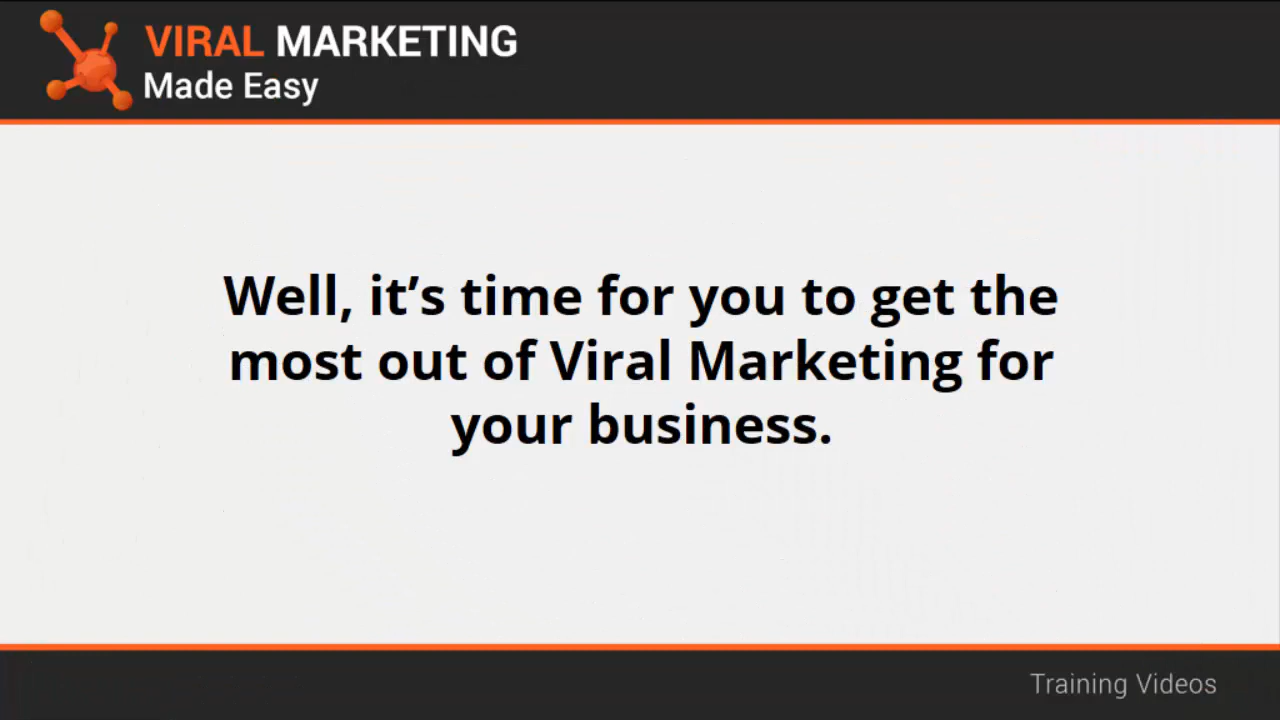 VIRAL MARKETING
Made Easy
Well, it’s time for you to get the
most out of Viral Marketing for
your business.
Training Videos